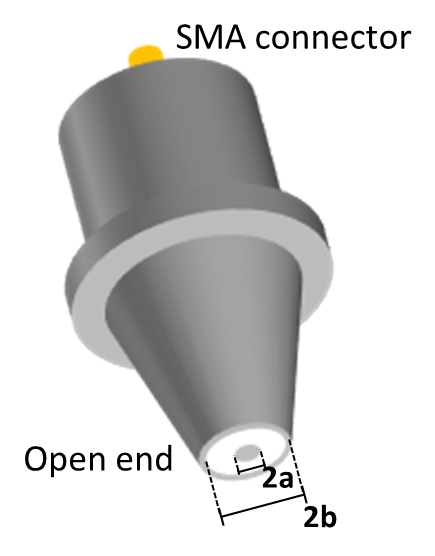 SMA connector
Open end
2a
2b